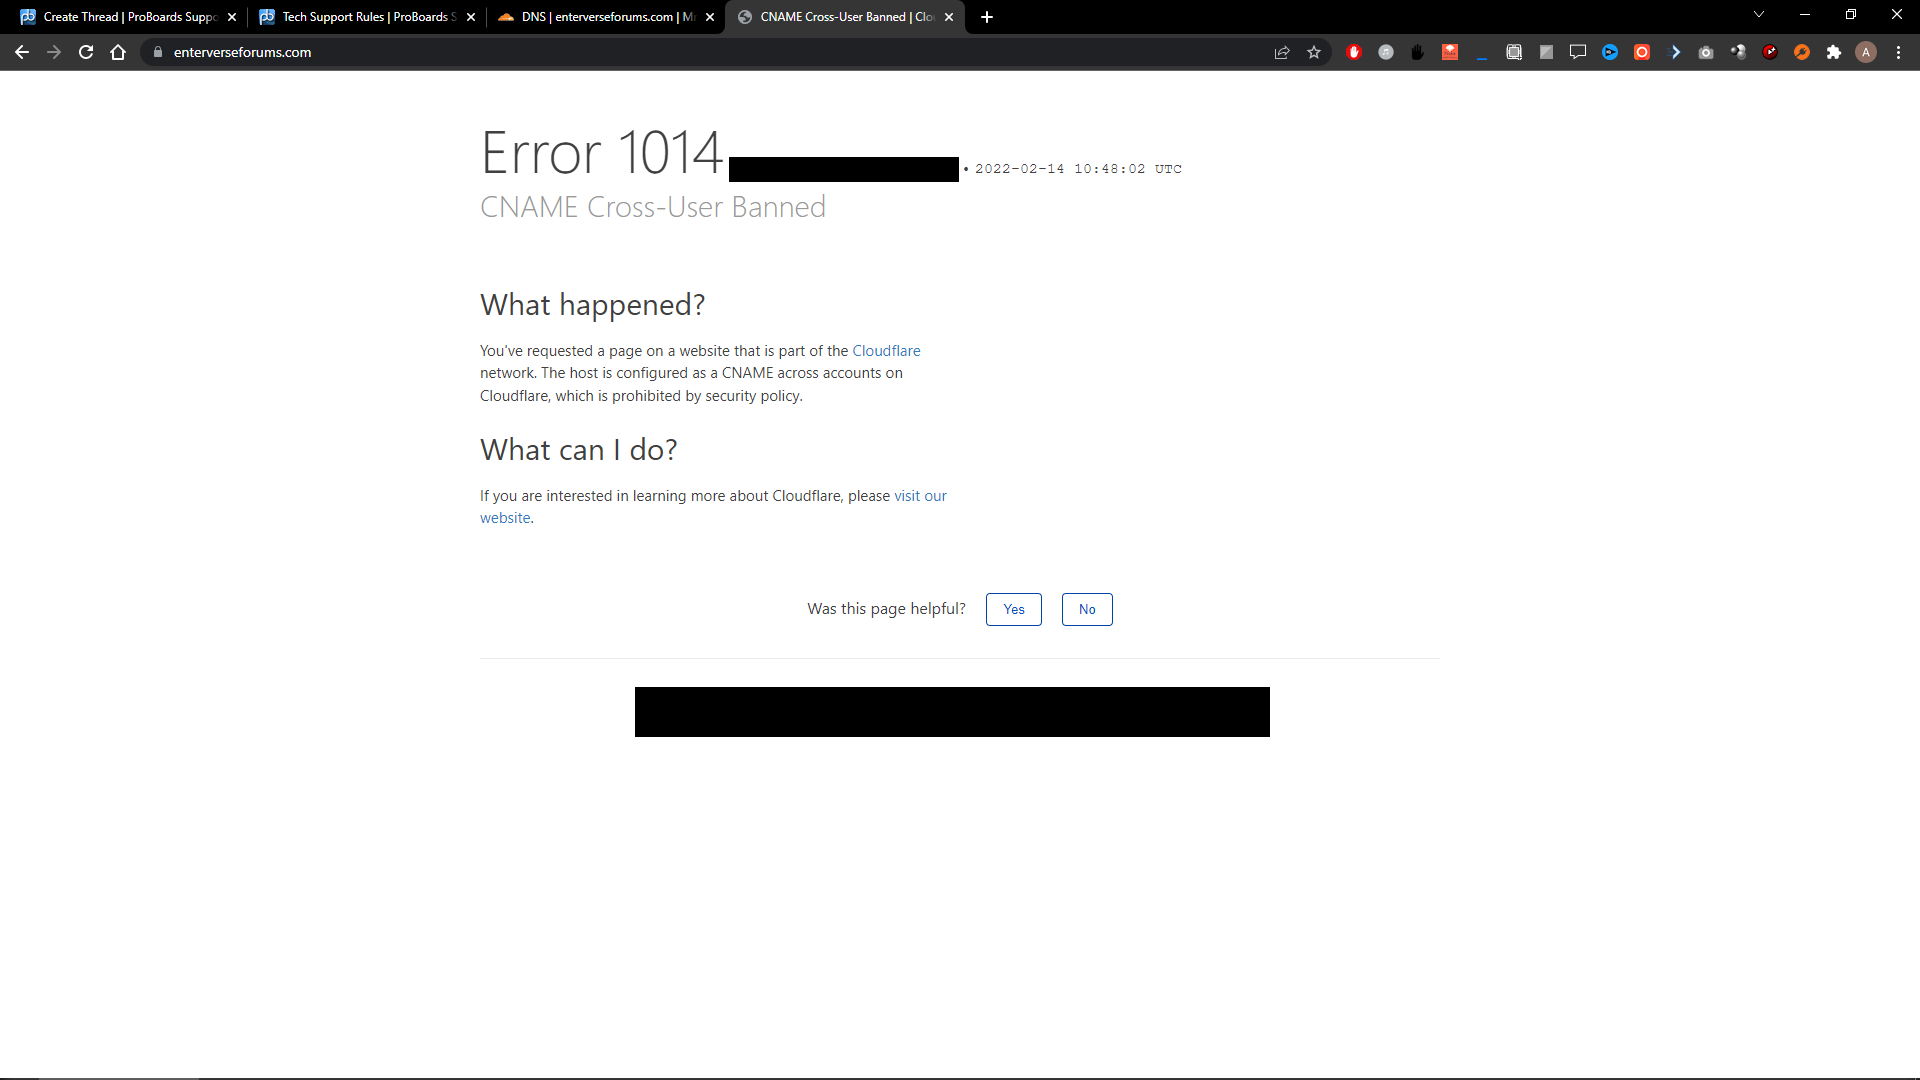 Create Thread | ProBoards Suppo
Tech Support Rules | ProBoards S
DNS | enterverseforums.com | M
CNAME Cross-User Banned | Clo
enterverseforums.com
A
Error 1014 • 2022-02-14 10:48:02 UTC
CNAME Cross-User Banned
What happened?
You've requested a page on a website that is part of the Cloudflare
network. The host is configured as a CNAME across accounts on
Cloudflare, which is prohibited by security policy.
What can I do?
If you are interested in learning more about Cloudflare, please visit our
website.
Was this page helpful? Yes No